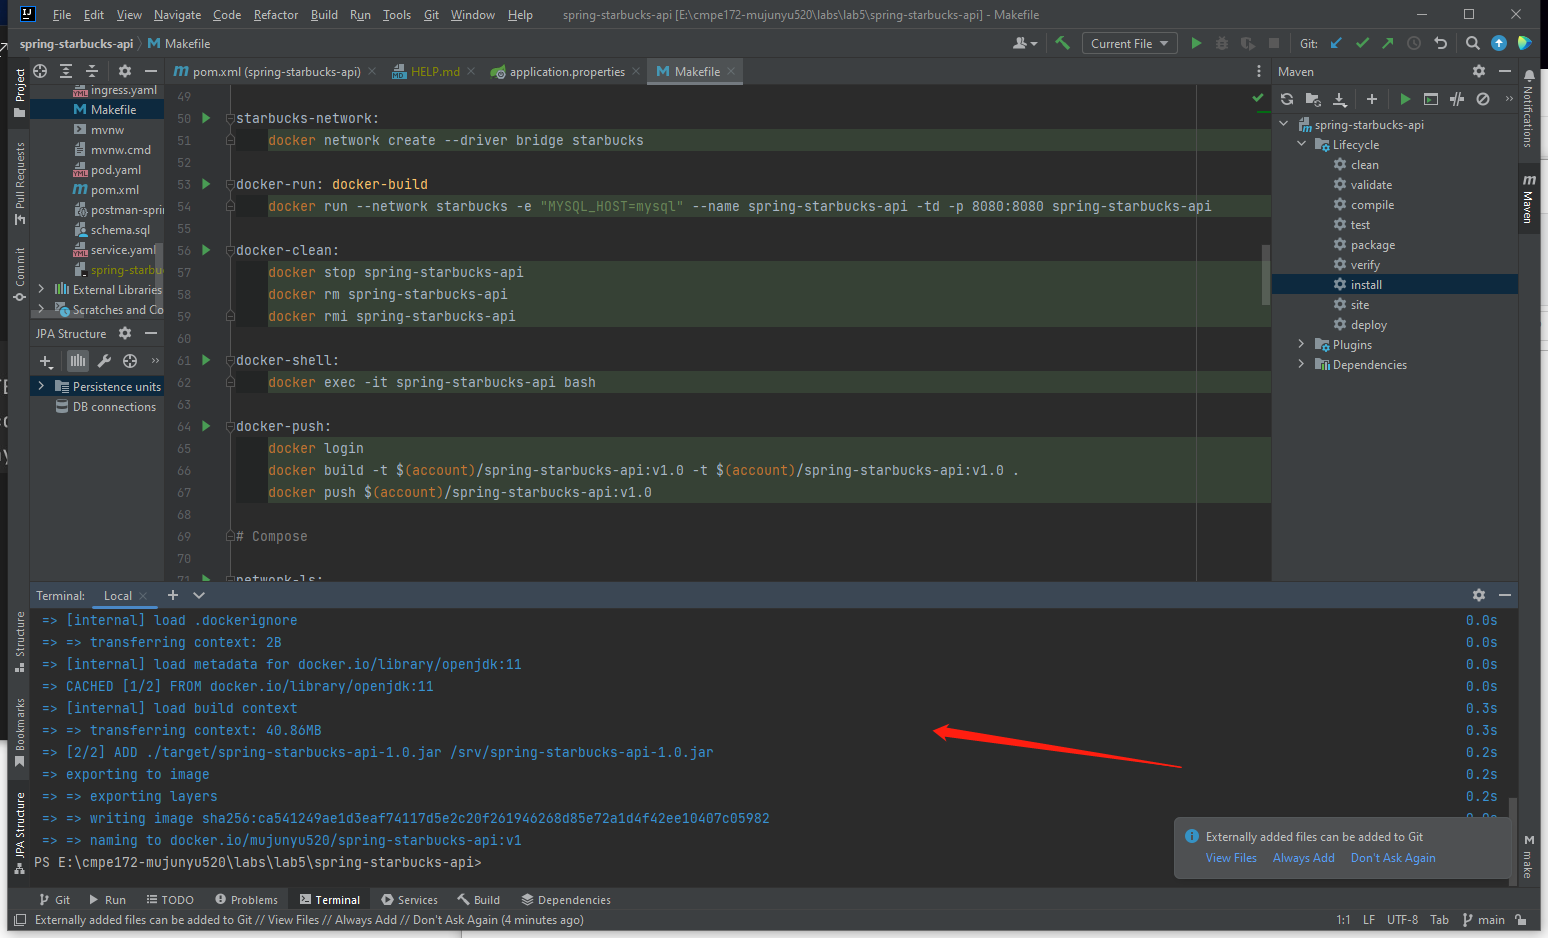 File Edit View Navigate Code Refactor Build Run Tools Git Window Help spring-starbucks-api [E:\cmpe172-mujunyu520\labs\lab5\spring-starbucks-api] - Makefile
spring-starbucks-api Makefile Current File Git:
Project
Pull Requests
Commit
Structure
Bookmarks
JPA Structure
ingress.yaml
Makefile
mvnw
mvnw.cmd
pod.yaml
pom.xml
postman-spri
schema.sql
service.yaml
spring-starbu
External Libraries
Scratches and Co
JPA Structure
Persistence units
DB connections
pom.xml (spring-starbucks-api) HELP.md application.properties Makefile
49
50 starbucks-network:
51 docker network create --driver bridge starbucks
52
53 docker-run: docker-build
54 docker run --network starbucks -e "MYSQL_HOST=mysql" --name spring-starbucks-api -td -p 8080:8080 spring-starbucks-api
55
56 docker-clean:
57 docker stop spring-starbucks-api
58 docker rm spring-starbucks-api
59 docker rmi spring-starbucks-api
60
61 docker-shell:
62 docker exec -it spring-starbucks-api bash
63
64 docker-push:
65 docker login
66 docker build -t $(account)/spring-starbucks-api:v1.0 -t $(account)/spring-starbucks-api:v1.0 .
67 docker push $(account)/spring-starbucks-api:v1.0
68
69 # Compose
70
71 network-ls:
Maven
spring-starbucks-api
Lifecycle
clean
validate
compile
test
package
verify
install
site
deploy
Plugins
Dependencies
Notifications
Maven
make
Terminal: Local
=> [internal] load .dockerignore 0.0s
=> => transferring context: 2B 0.0s
=> [internal] load metadata for docker.io/library/openjdk:11 0.0s
=> CACHED [1/2] FROM docker.io/library/openjdk:11 0.0s
=> [internal] load build context 0.3s
=> => transferring context: 40.86MB 0.3s
=> [2/2] ADD ./target/spring-starbucks-api-1.0.jar /srv/spring-starbucks-api-1.0.jar 0.2s
=> exporting to image 0.2s
=> => exporting layers 0.2s
=> => writing image sha256:ca541249ae1d3eaf74117d5e2c20f261946268d85e72a1d4f42ee10407c05982 0.0s
=> => naming to docker.io/mujunyu520/spring-starbucks-api:v1
PS E:\cmpe172-mujunyu520\labs\lab5\spring-starbucks-api>
Externally added files can be added to Git
View Files Always Add Don't Ask Again
Git Run TODO Problems Terminal Services Build Dependencies
Externally added files can be added to Git // View Files // Always Add // Don't Ask Again (4 minutes ago) 1:1 LF UTF-8 Tab main